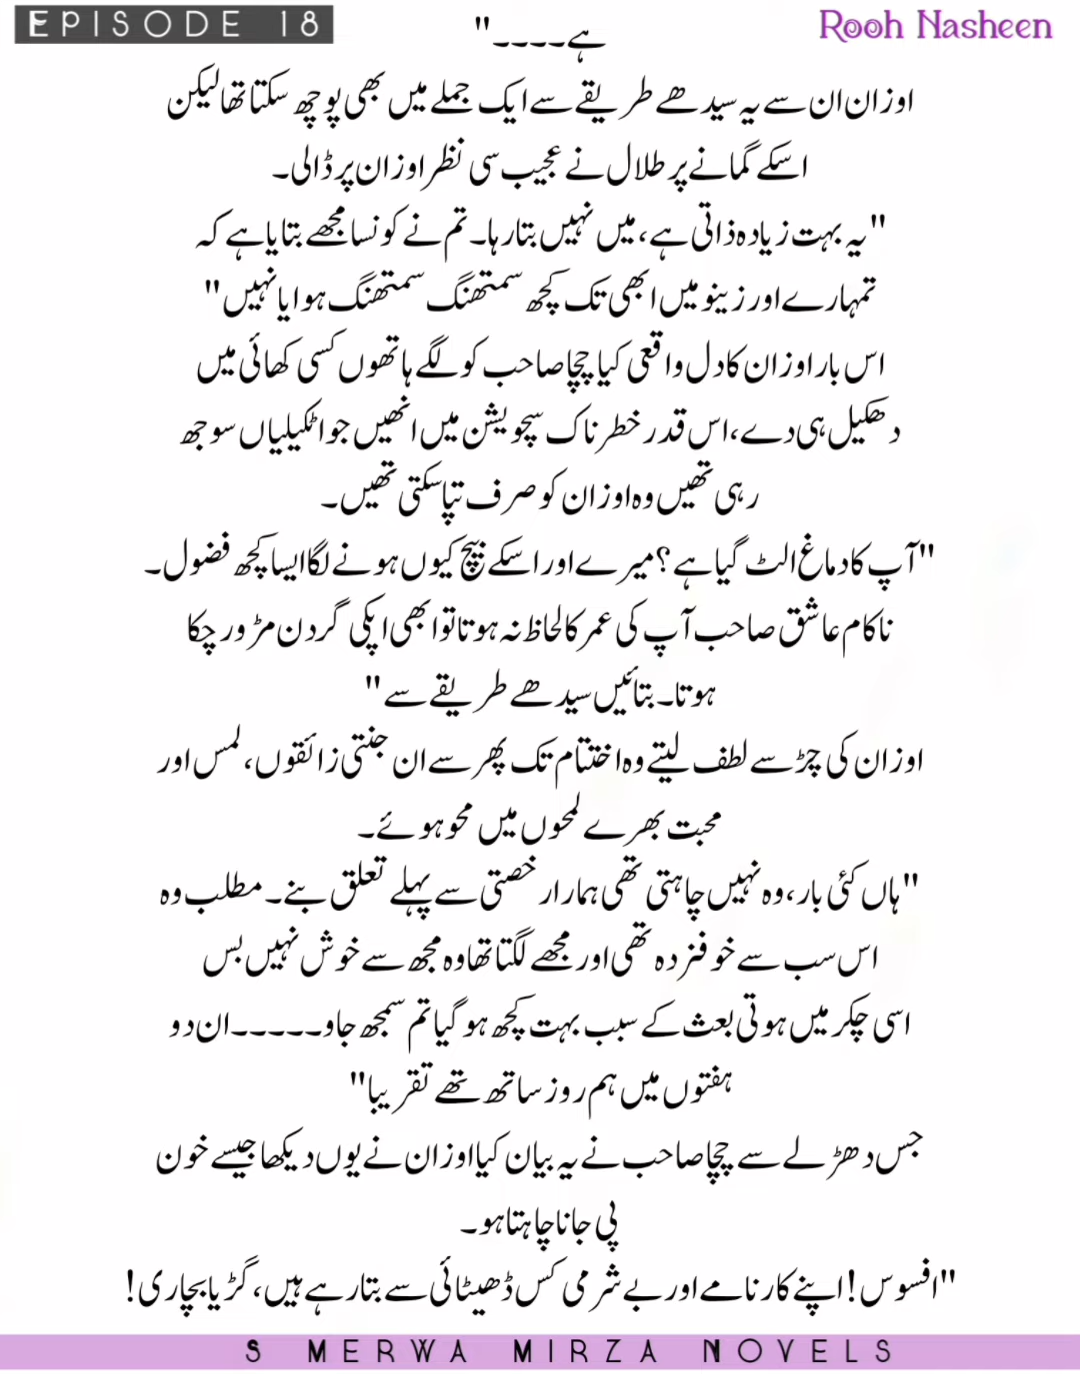 EPISODE 18
Rooh Nasheen
ہے۔۔۔۔"
اوزان ان سے یہ سیدھے طریقے سے ایک جملے میں بھی پوچھ سکتا تھا لیکن
اسکے گمانے پر طلال نے عجیب سی نظر اوزان پر ڈالی۔
"یہ بہت زیادہ ذاتی ہے، میں نہیں بتا رہا۔ تم نے کونسا مجھے بتایا ہے کہ
تمہارے اور زینو میں ابھی تک کچھ سمتھنگ سمتھنگ ہوا یا نہیں"
اس بار اوزان کا دل واقعی کیا چچا صاحب کو لگے ہاتھوں کسی کھائی میں
دھکیل ہی دے، اس قدر خطرناک سچویشن میں انھیں جو اٹکیلیاں سوجھ
رہی تھیں وہ اوزان کو صرف تپا سکتی تھیں۔
"آپ کا دماغ الٹ گیا ہے؟ میرے اور اسکے بیچ کیوں ہونے لگا ایسا کچھ فضول۔
ناکام عاشق صاحب آپ کی عمر کا لحاظ نہ ہوتا تو ابھی اپکی گردن مڑور چکا
ہوتا۔ بتائیں سیدھے طریقے سے"
اوزان کی چڑ سے لطف لیتے وہ اختتام تک پھر سے ان جنتی زائقوں، لمس اور
محبت بھرے لمحوں میں محو ہوئے۔
"ہاں کئی بار، وہ نہیں چاہتی تھی ہمارا رخصتی سے پہلے تعلق بنے۔ مطلب وہ
اس سب سے خوفزدہ تھی اور مجھے لگتا تھا وہ مجھ سے خوش نہیں بس
اسی چکر میں ہوتی بعث کے سبب بہت کچھ ہو گیا تم سمجھ جاو۔۔۔۔۔ان دو
ہفتوں میں ہم روز ساتھ تھے تقریبا"
جس دھڑلے سے چچا صاحب نے یہ بیان کیا اوزان نے یوں دیکھا جیسے خون
پی جانا چاہتا ہو۔
"افسوس! اپنے کارنامے اور بے شرمی کس ڈھیٹائی سے بتا رہے ہیں، گڑیا بچاری!
S MERWA MIRZA NOVELS